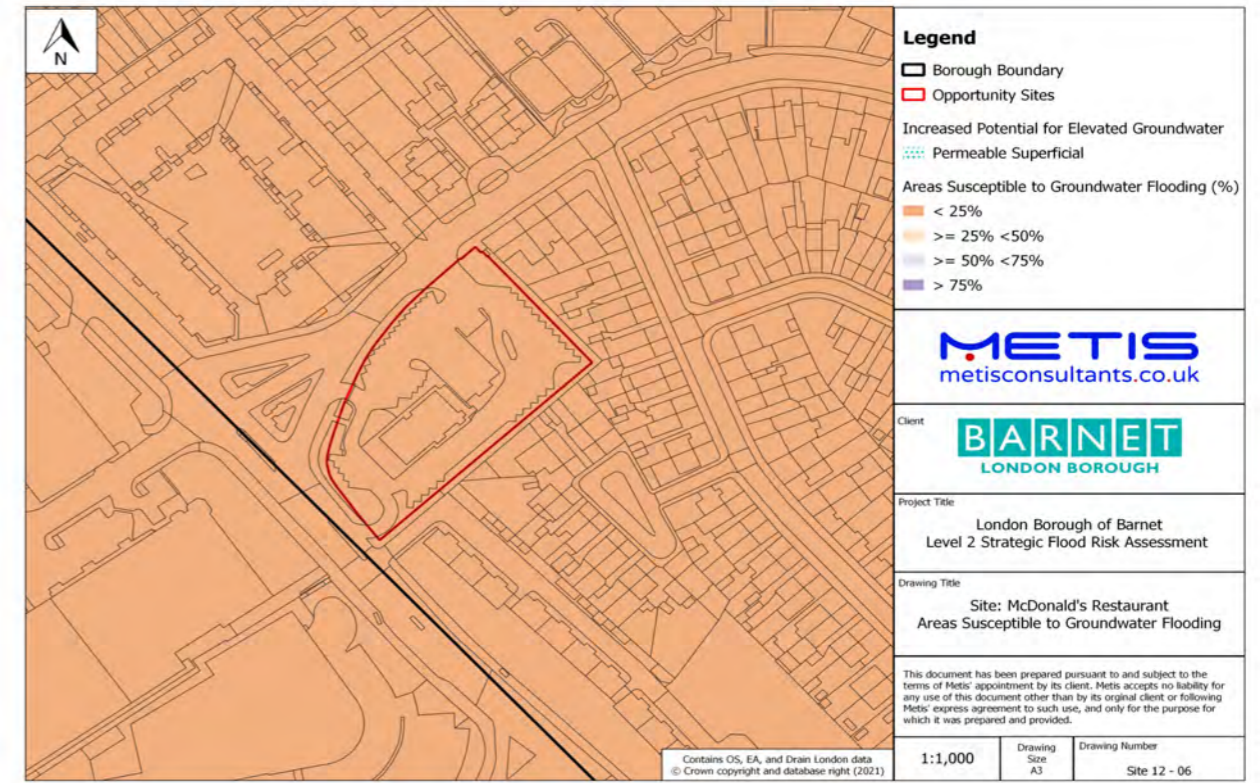 N
Legend
Borough Boundary
Opportunity Sites
Increased Potential for Elevated Groundwater
Permeable Superficial
Areas Susceptible to Groundwater Flooding (%)
< 25%
>= 25% <50%
>= 50% <75%
> 75%
METIS
metisconsultants.co.uk
Client
BARNET
LONDON BOROUGH
Project Title
London Borough of Barnet
Level 2 Strategic Flood Risk Assessment
Drawing Title
Site: McDonald's Restaurant
Areas Susceptible to Groundwater Flooding
This document has been prepared pursuant to and subject to the
terms of Metis' appointment by its client. Metis accepts no liability for
any use of this document other than by its orginal client or following
Metis' express agreement to such use, and only for the purpose for
which it was prepared and provided.
Contains OS, EA, and Drain London data
© Crown copyright and database right (2021)
1:1,000
Drawing
Size
A3
Drawing Number
Site 12 - 06